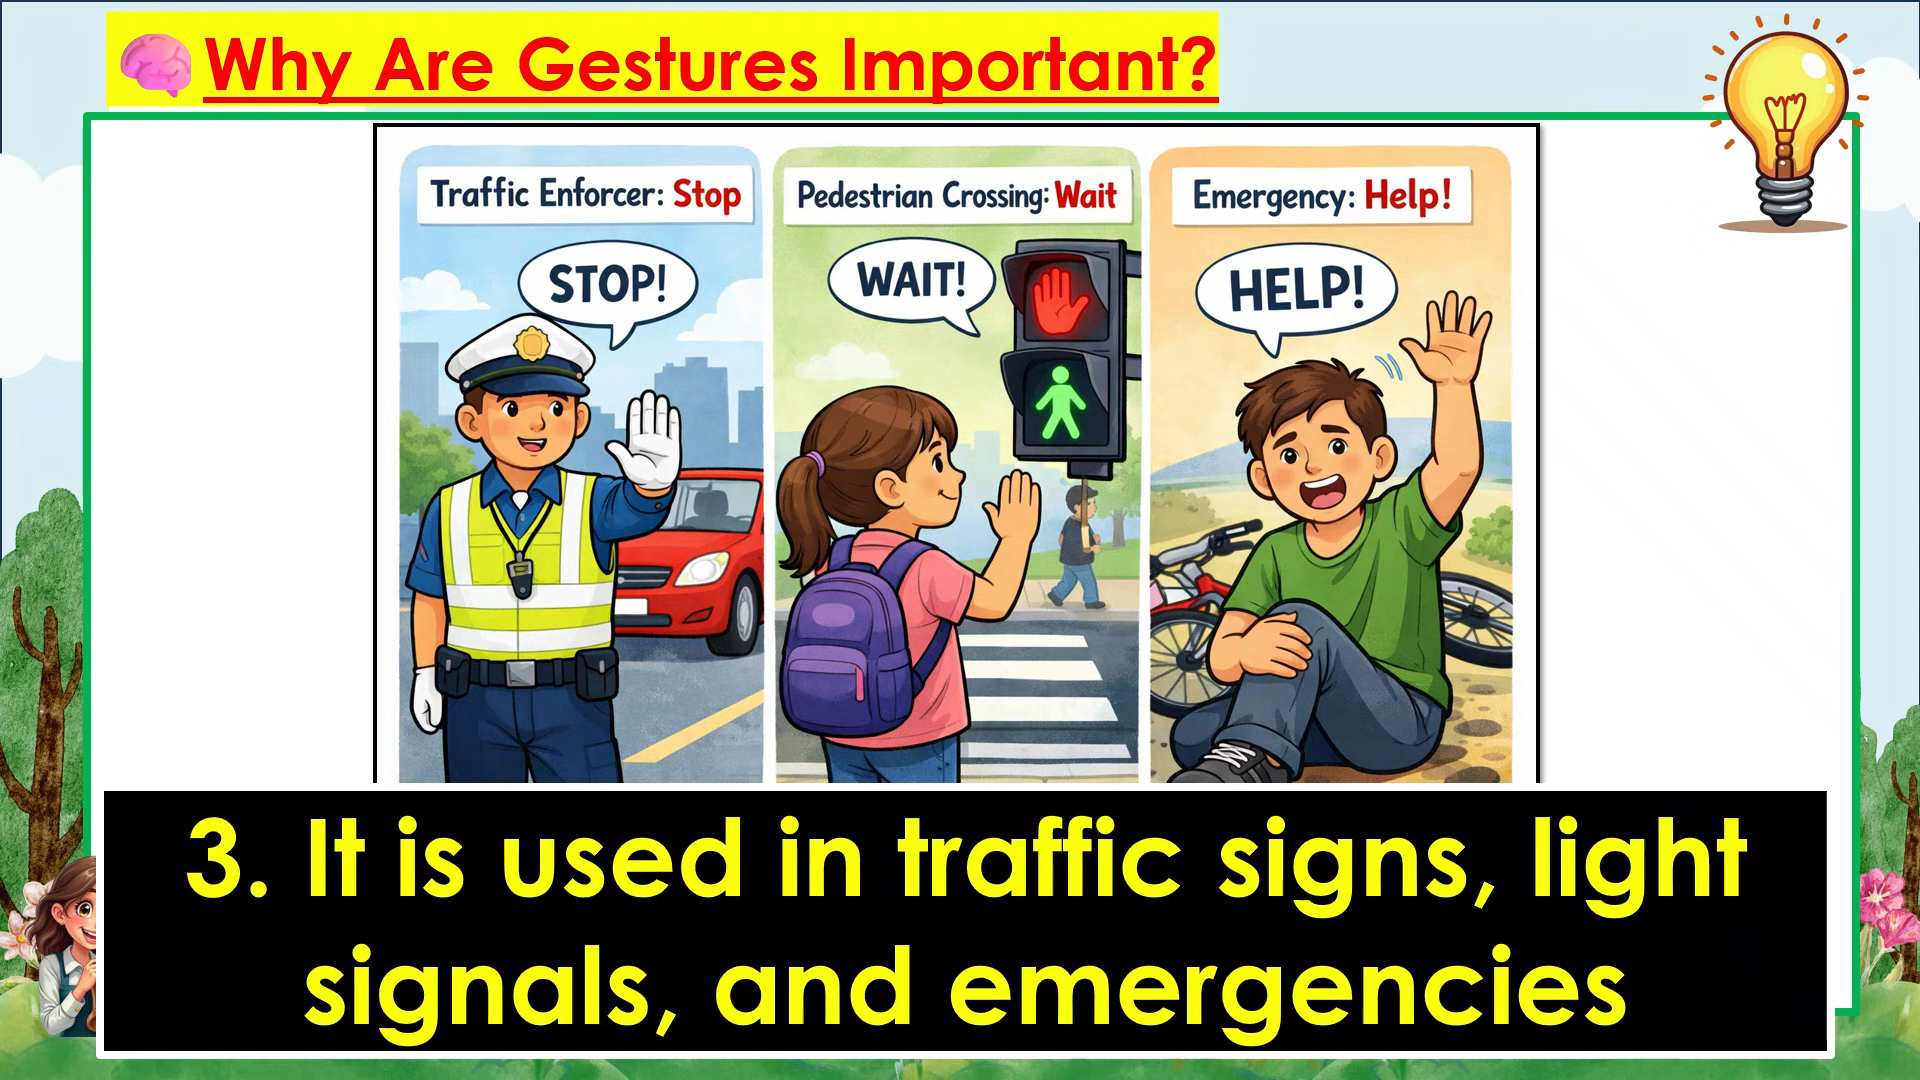 Why Are Gestures Important?
Traffic Enforcer: Stop
STOP!
Pedestrian Crossing: Wait
WAIT!
Emergency: Help!
HELP!
3. It is used in traffic signs, light
signals, and emergencies